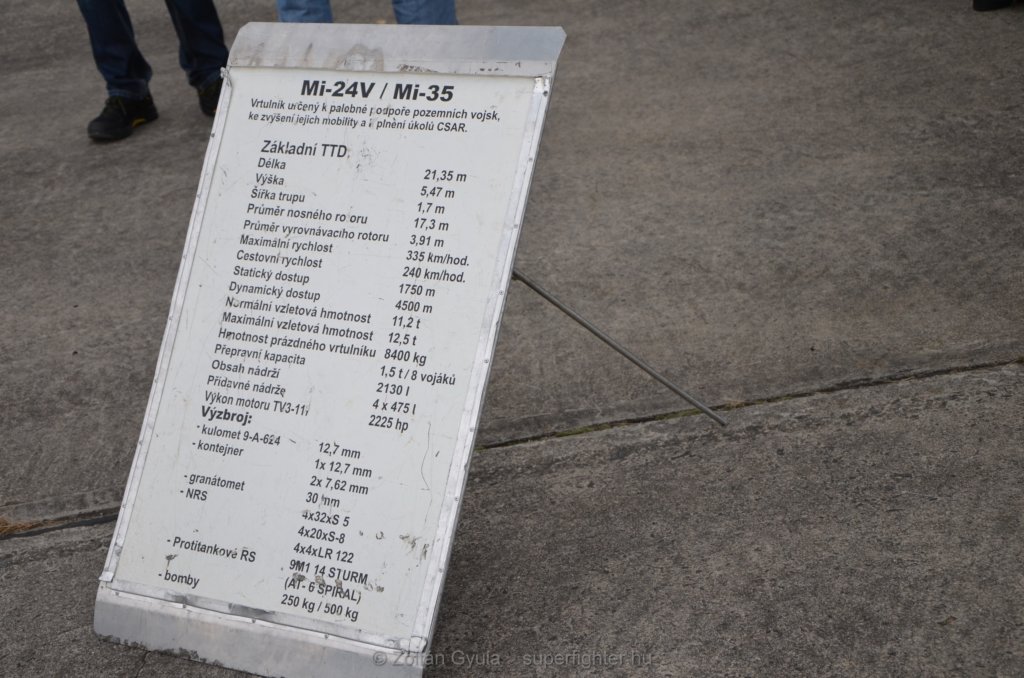 Mi-24V / Mi-35
Vrtulník určený k palebné podpoře pozemních vojsk,
ke zvýšení jejich mobility a k plnění úkolů CSAR.
Základní TTD
Délka 21,35 m
Výška 5,47 m
Šířka trupu 1,7 m
Průměr nosného rotoru 17,3 m
Průměr vyrovnávacího rotoru 3,91 m
Maximální rychlost 335 km/hod.
Cestovní rychlost 240 km/hod.
Statický dostup 1750 m
Dynamický dostup 4500 m
Normální vzletová hmotnost 11,2 t
Maximální vzletová hmotnost 12,5 t
Hmotnost prázdného vrtulníku 8400 kg
Přepravní kapacita 1,5 t / 8 vojáků
Obsah nádrží 2130 l
Přídavné nádrže 4 x 475 l
Výkon motoru 2225 hp
Výzbroj:
- kulomet 9-A-624 12,7 mm
- kontejner 1x 12,7 mm
2x 7,62 mm
- granátomet 30 mm
- NRS 4x32xS 5
4x20xS-8
4x4xLR 122
- Protitankové ŘS 9M114 ŠTURM
(AT- 6 SPIRAL)
- bomby 250 kg / 500 kg
© Zoltán Gyula - superfighter.hu